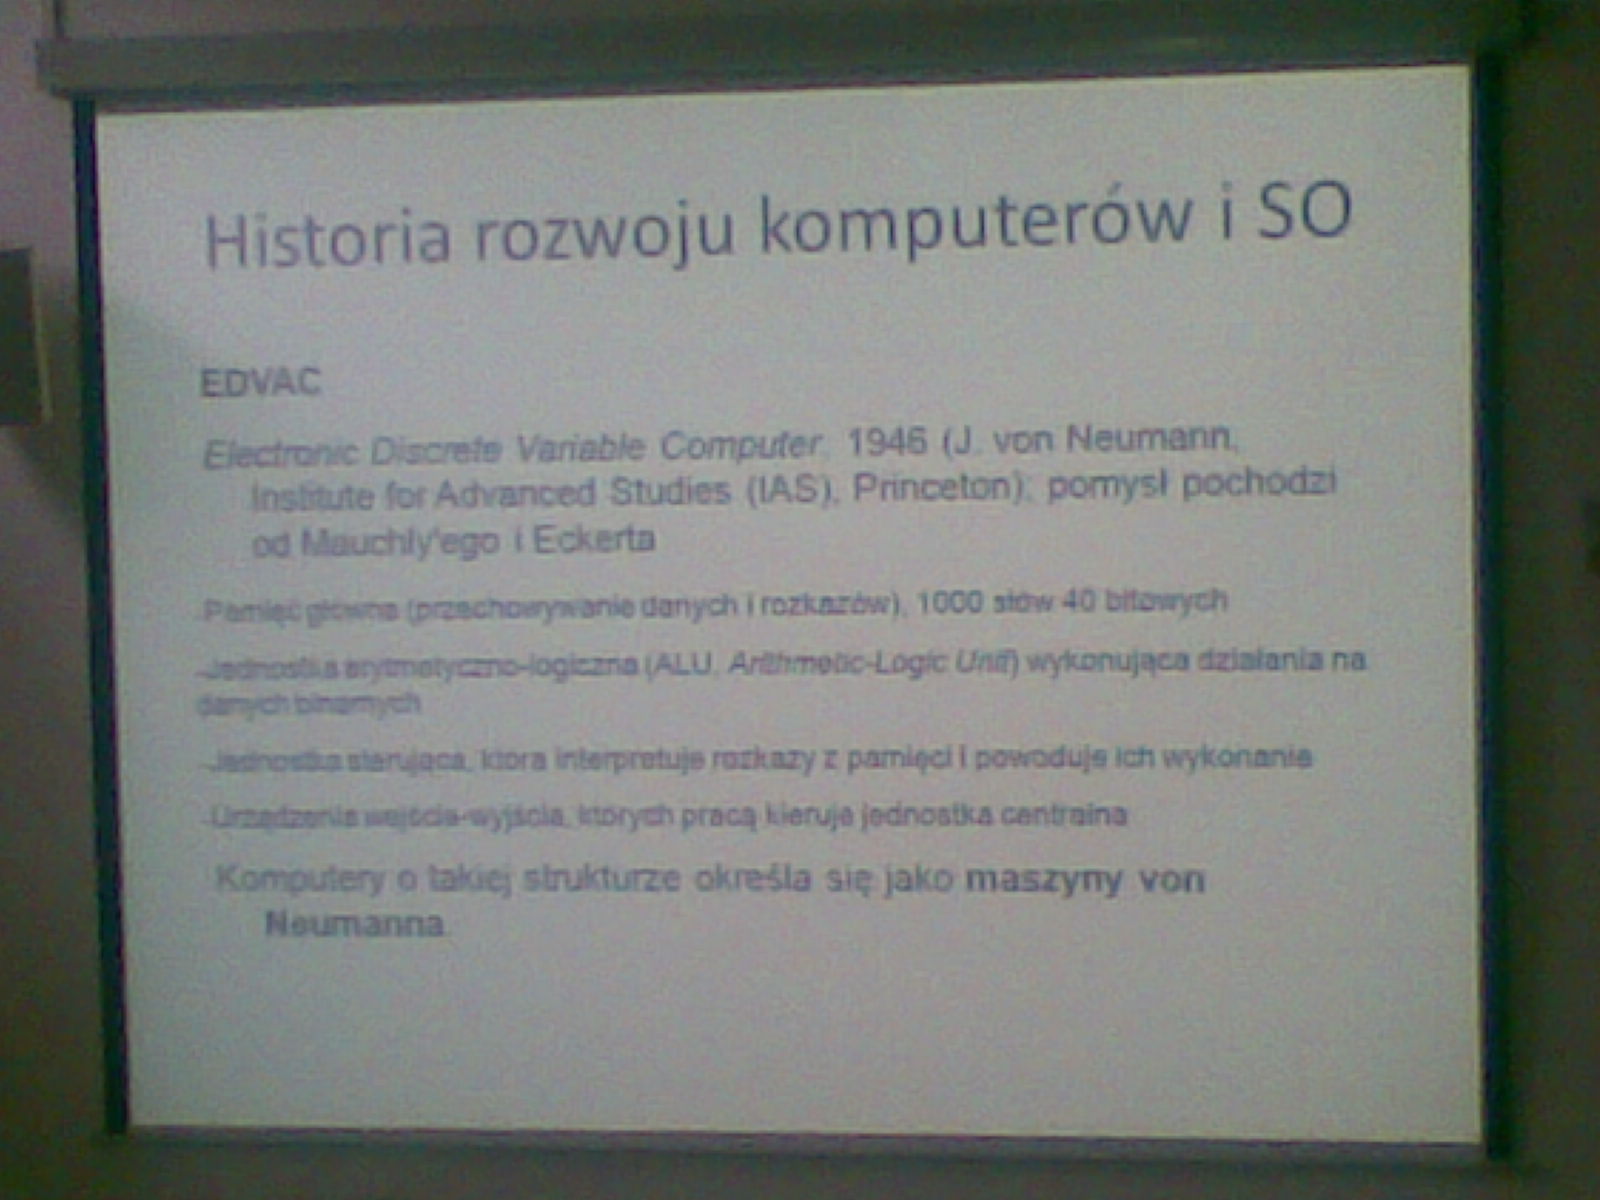 Historia rozwoju komputerów i SO
EDVAC
Electronic Discrete Variable Computer, 1946 (J. von Neumann,
Institute for Advanced Studies (IAS), Princeton); pomysł pochodzi
od Mauchly'ego i Eckerta
-Pamięć główna (przechowywanie danych i rozkazów), 1000 słów 40 bitowych
-Jednostka arytmetyczno-logiczna (ALU, Arithmetic-Logic Unit) wykonująca działania na
danych binarnych
-Jednostka sterująca, która interpretuje rozkazy z pamięci i powoduje ich wykonanie
-Urządzenia wejścia-wyjścia, których pracą kieruje jednostka centralna
Komputery o takiej strukturze określa się jako maszyny von
Neumanna.